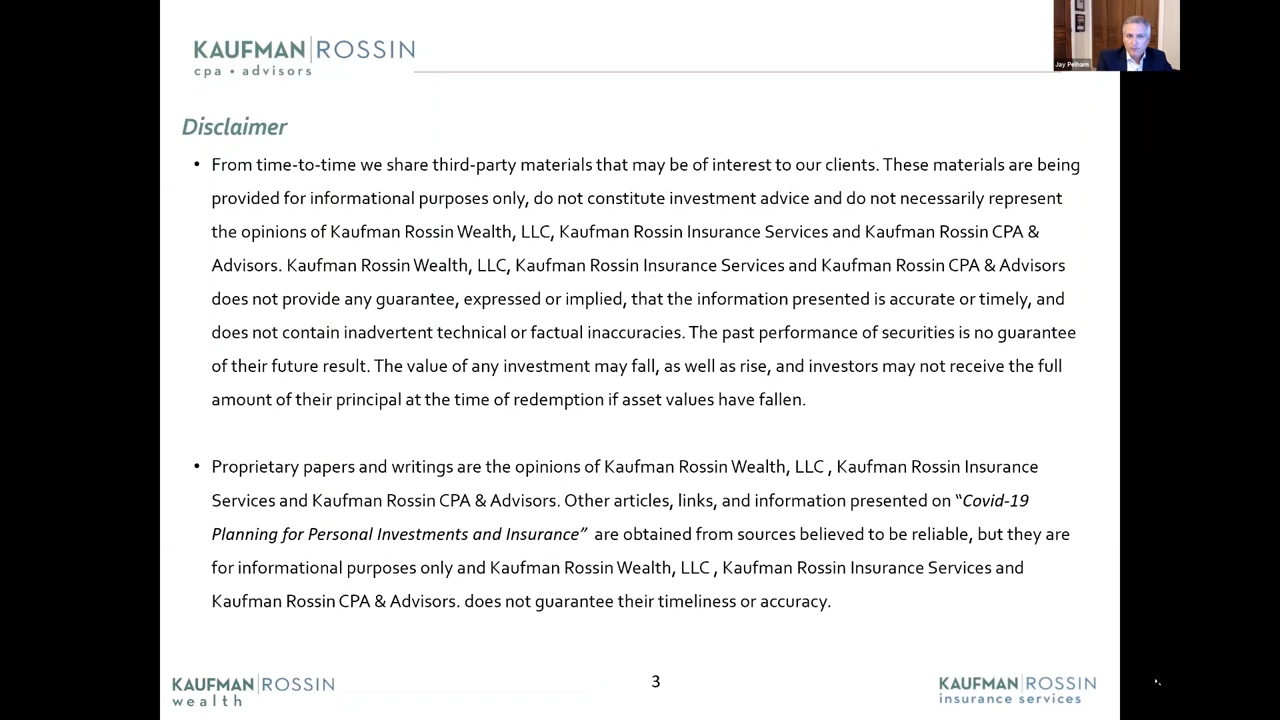 KAUFMAN|ROSSIN
cpa • advisors
Jay Pelham
Disclaimer
• From time-to-time we share third-party materials that may be of interest to our clients. These materials are being
provided for informational purposes only, do not constitute investment advice and do not necessarily represent
the opinions of Kaufman Rossin Wealth, LLC, Kaufman Rossin Insurance Services and Kaufman Rossin CPA &
Advisors. Kaufman Rossin Wealth, LLC, Kaufman Rossin Insurance Services and Kaufman Rossin CPA & Advisors
does not provide any guarantee, expressed or implied, that the information presented is accurate or timely, and
does not contain inadvertent technical or factual inaccuracies. The past performance of securities is no guarantee
of their future result. The value of any investment may fall, as well as rise, and investors may not receive the full
amount of their principal at the time of redemption if asset values have fallen.
• Proprietary papers and writings are the opinions of Kaufman Rossin Wealth, LLC , Kaufman Rossin Insurance
Services and Kaufman Rossin CPA & Advisors. Other articles, links, and information presented on “Covid-19
Planning for Personal Investments and Insurance” are obtained from sources believed to be reliable, but they are
for informational purposes only and Kaufman Rossin Wealth, LLC , Kaufman Rossin Insurance Services and
Kaufman Rossin CPA & Advisors. does not guarantee their timeliness or accuracy.
KAUFMAN|ROSSIN
wealth
3
KAUFMAN|ROSSIN
insurance services